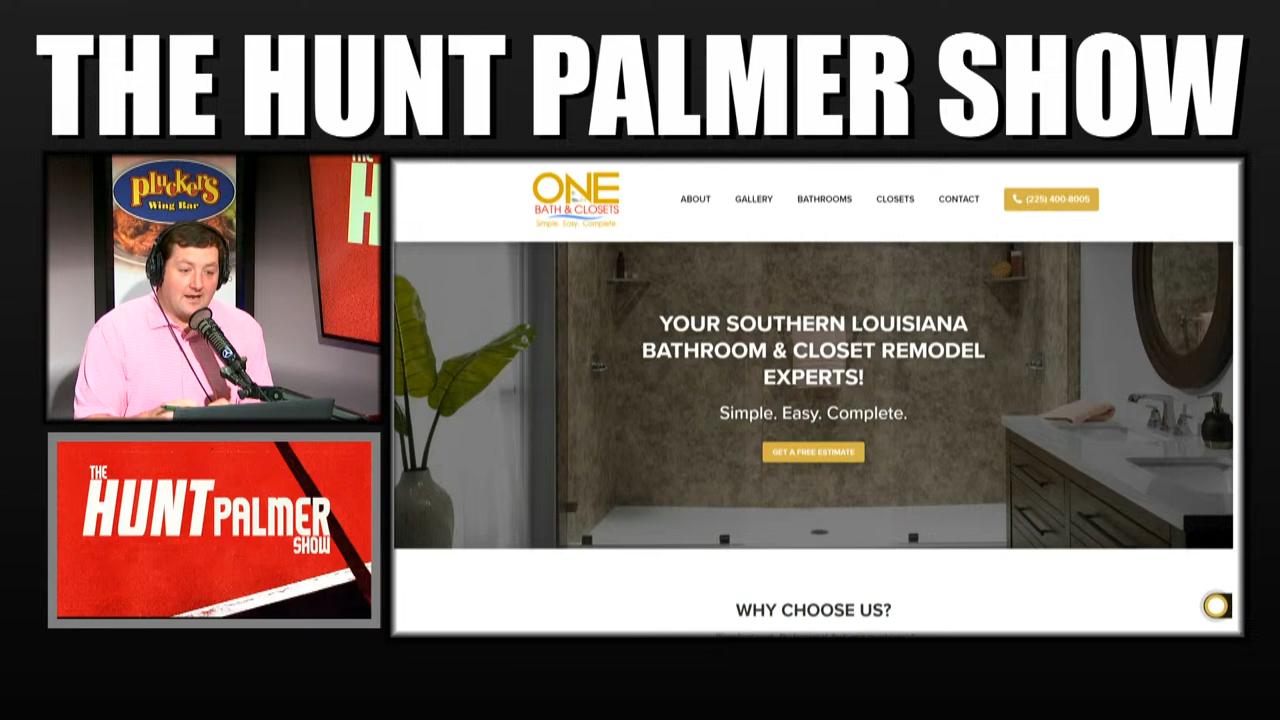 THE HUNT PALMER SHOW
pluckers
Wing Bar
THE
H
ONE
BATH & CLOSETS
Simple. Easy. Complete.
ABOUT
GALLERY
BATHROOMS
CLOSETS
CONTACT
(225) 400-8005
YOUR SOUTHERN LOUISIANA
BATHROOM & CLOSET REMODEL
EXPERTS!
Simple. Easy. Complete.
GET A FREE ESTIMATE
THE
HUNT PALMER
SHOW
WHY CHOOSE US?